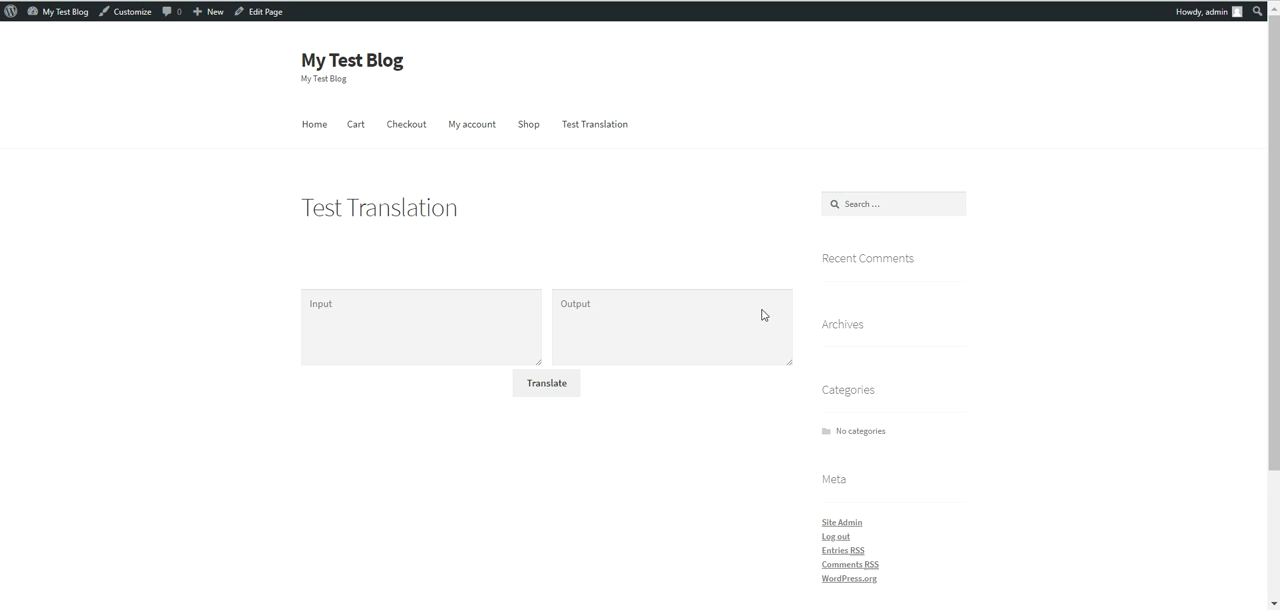 My Test Blog Customize 0 New Edit Page Howdy, admin
My Test Blog
My Test Blog
Home Cart Checkout My account Shop Test Translation
Test Translation
Input
Output
Translate
Search …
Recent Comments
Archives
Categories
No categories
Meta
Site Admin
Log out
Entries RSS
Comments RSS
WordPress.org